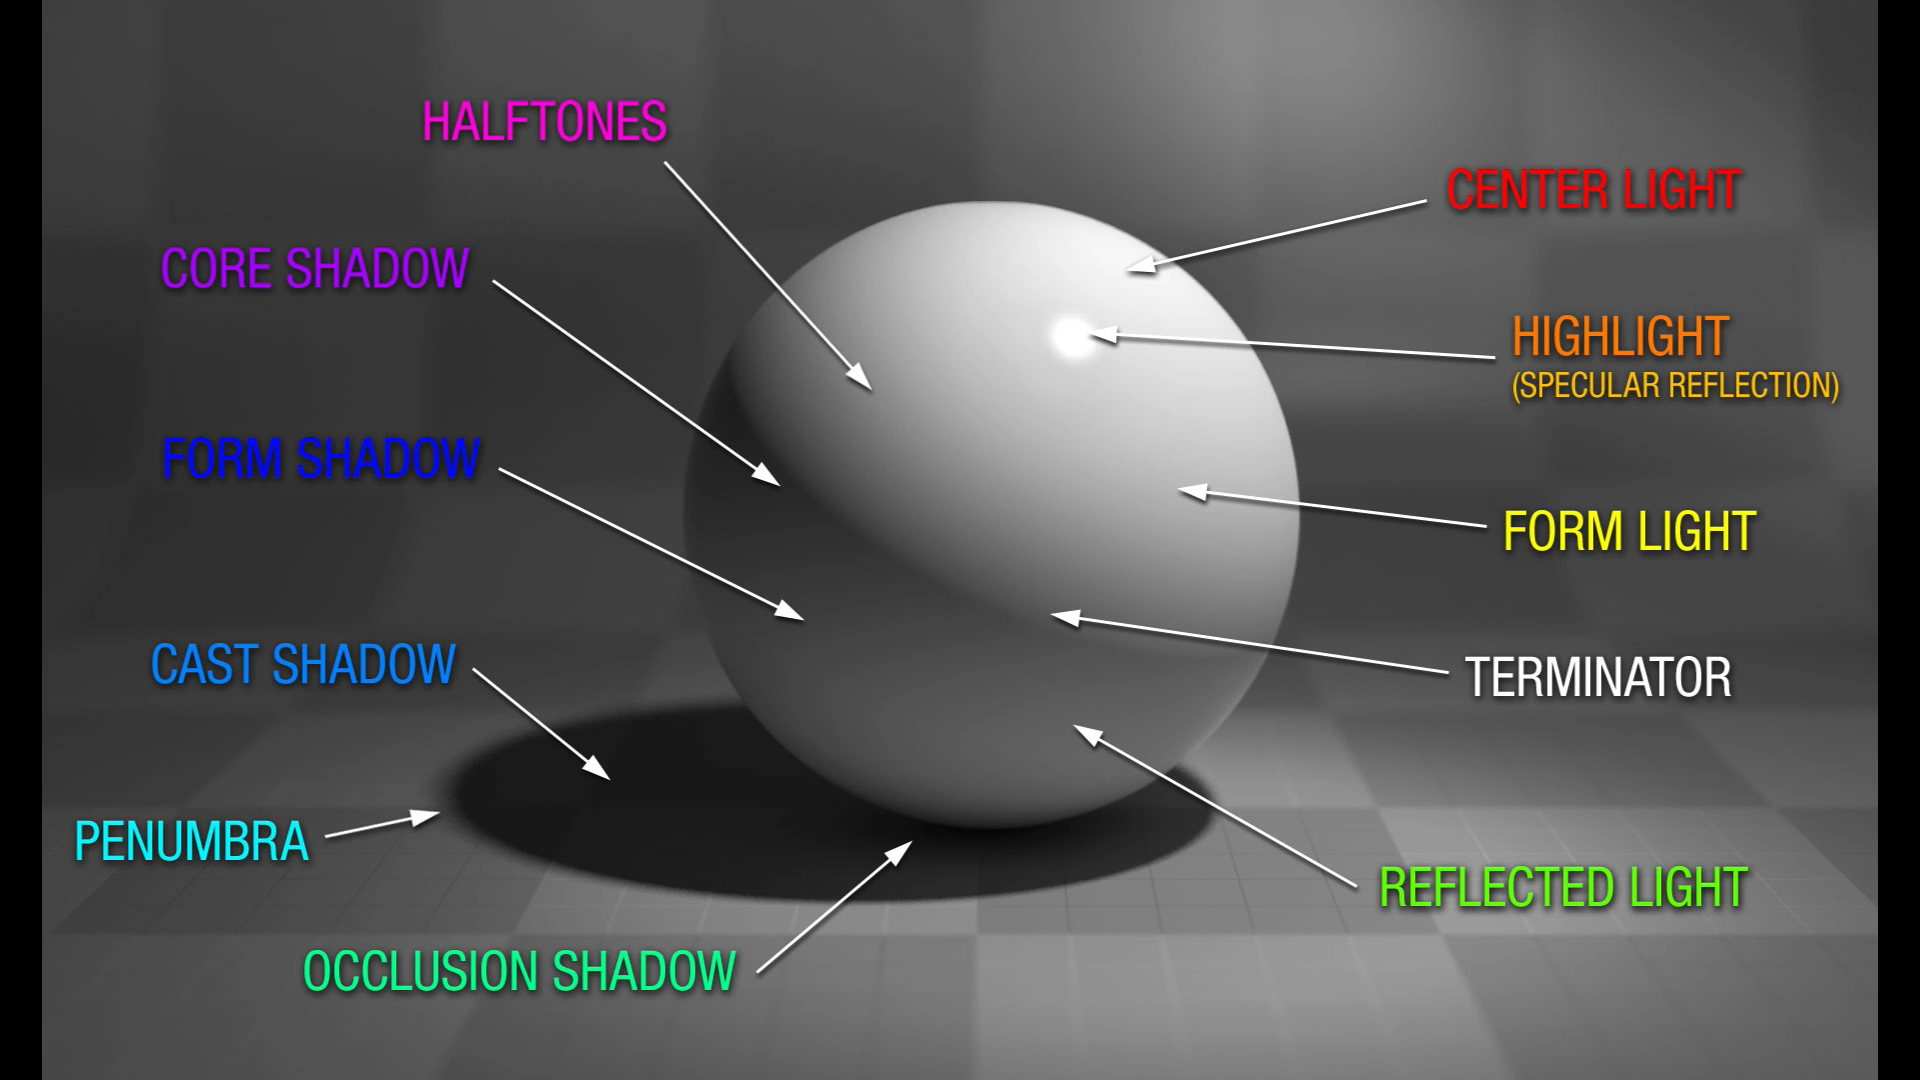 HALFTONES
CENTER LIGHT
CORE SHADOW
HIGHLIGHT
(SPECULAR REFLECTION)
FORM SHADOW
FORM LIGHT
CAST SHADOW
TERMINATOR
PENUMBRA
REFLECTED LIGHT
OCCLUSION SHADOW